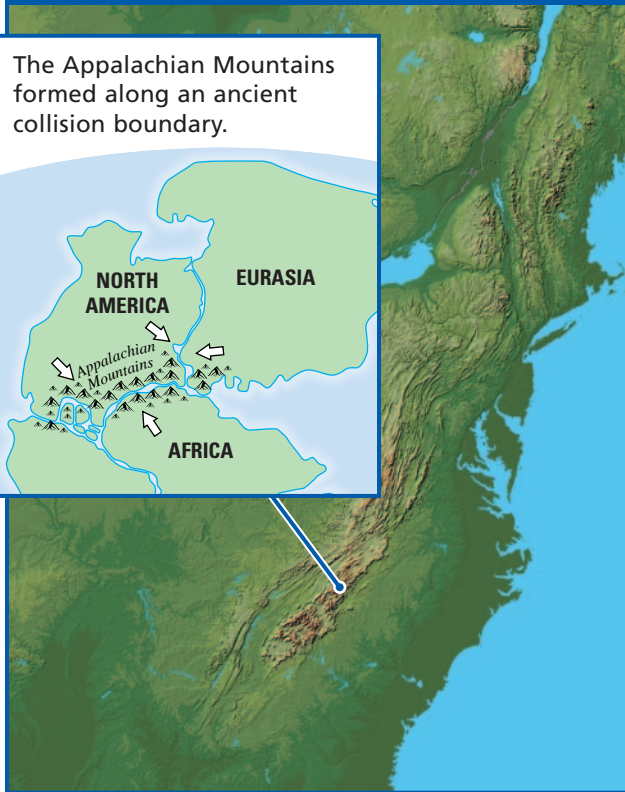 The Appalachian Mountains
formed along an ancient
collision boundary.
NORTH
AMERICA
EURASIA
Appalachian
Mountains
AFRICA